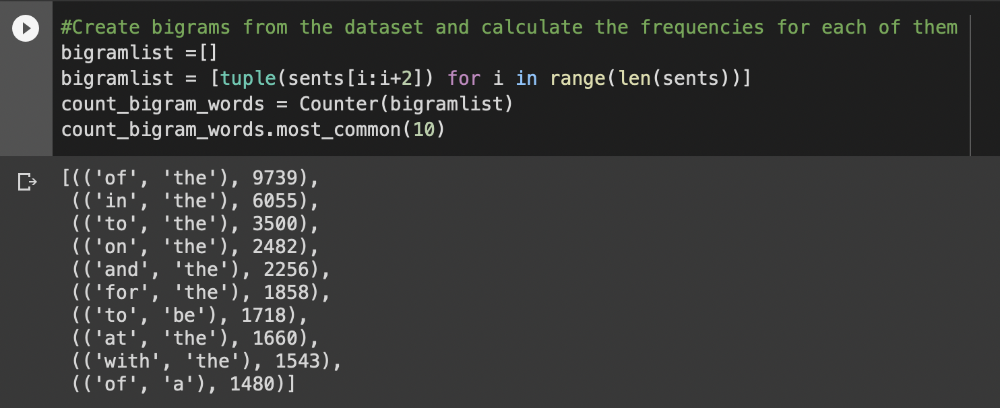 #Create bigrams from the dataset and calculate the frequencies for each of them
bigramlist =[]
bigramlist = [tuple(sents[i:i+2]) for i in range(len(sents))]
count_bigram_words = Counter(bigramlist)
count_bigram_words.most_common(10)
[(('of', 'the'), 9739),
 (('in', 'the'), 6055),
 (('to', 'the'), 3500),
 (('on', 'the'), 2482),
 (('and', 'the'), 2256),
 (('for', 'the'), 1858),
 (('to', 'be'), 1718),
 (('at', 'the'), 1660),
 (('with', 'the'), 1543),
 (('of', 'a'), 1480)]